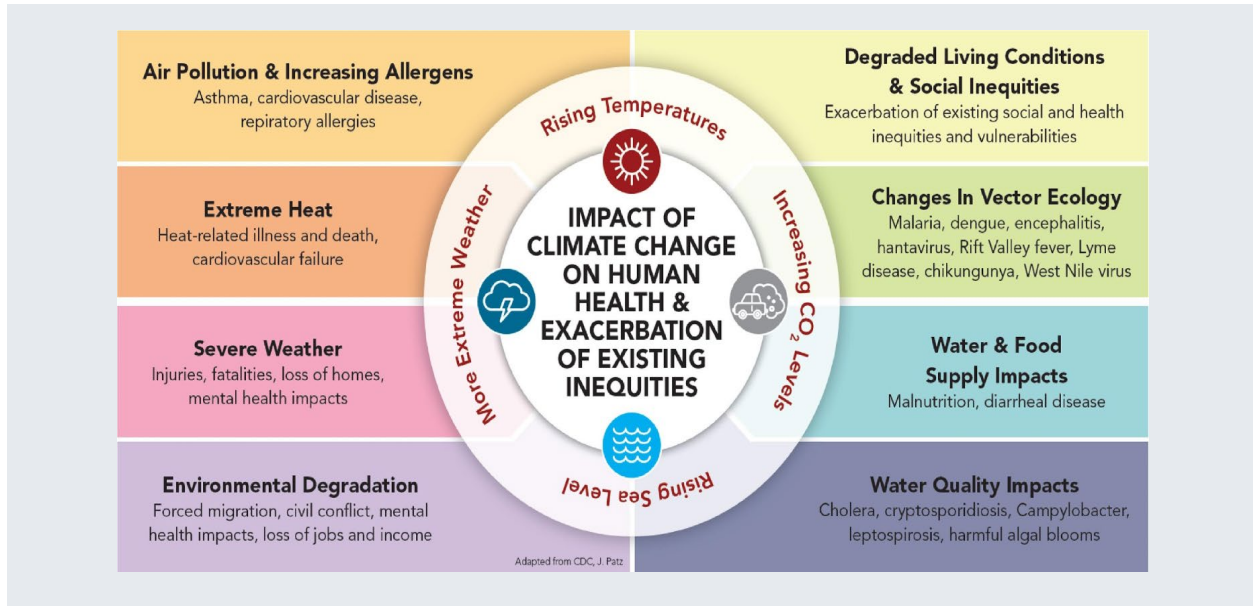 Air Pollution & Increasing Allergens
Asthma, cardiovascular disease,
repiratory allergies
Extreme Heat
Heat-related illness and death,
cardiovascular failure
Severe Weather
Injuries, fatalities, loss of homes,
mental health impacts
Environmental Degradation
Forced migration, civil conflict, mental
health impacts, loss of jobs and income
Adapted from CDC, J. Patz
Rising Temperatures
More Extreme Weather
IMPACT OF
CLIMATE CHANGE
ON HUMAN
HEALTH &
EXACERBATION
OF EXISTING
INEQUITIES
Increasing CO₂ Levels
Rising Sea Level
Degraded Living Conditions
& Social Inequities
Exacerbation of existing social and health
inequities and vulnerabilities
Changes In Vector Ecology
Malaria, dengue, encephalitis,
hantavirus, Rift Valley fever, Lyme
disease, chikungunya, West Nile virus
Water & Food
Supply Impacts
Malnutrition, diarrheal disease
Water Quality Impacts
Cholera, cryptosporidiosis, Campylobacter,
leptospirosis, harmful algal blooms